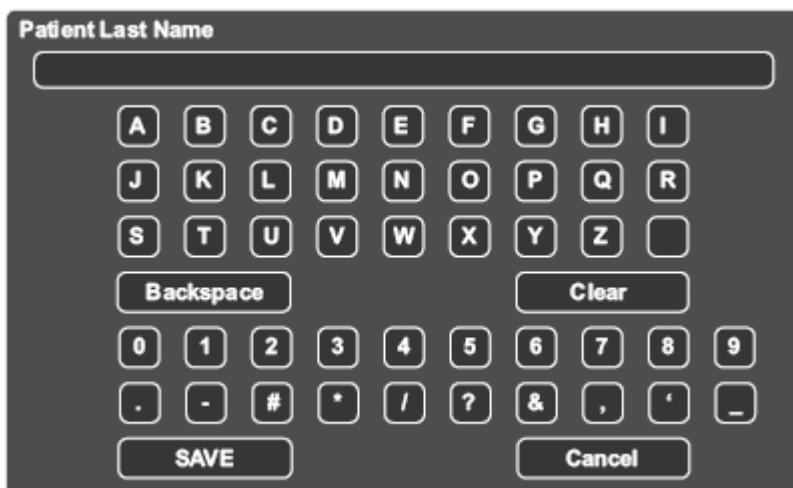 Patient Last Name
A B C D E F G H I
J K L M N O P Q R
S T U V W X Y Z
Backspace Clear
0 1 2 3 4 5 6 7 8 9
. - # * / ? & , ‘ _
SAVE Cancel